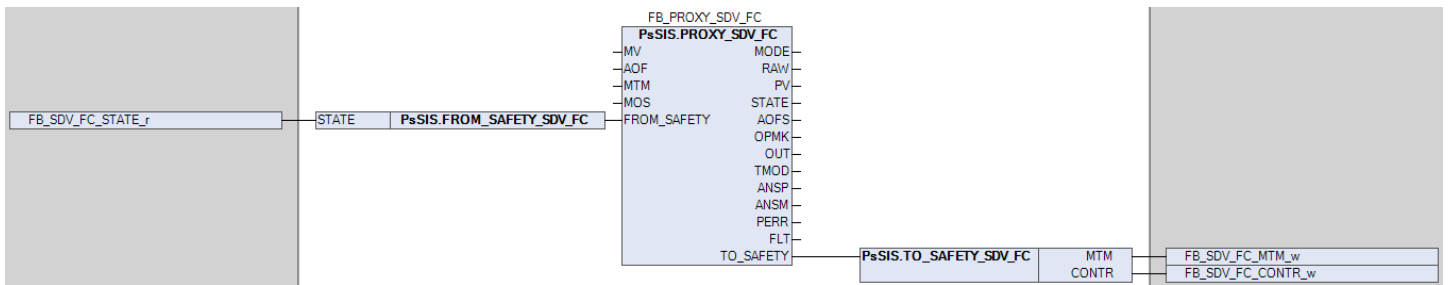 FB_PROXY_SDV_FC
PsSIS.PROXY_SDV_FC
MV MODE
AOF RAW
MTM PV
MOS STATE
FB_SDV_FC_STATE_r STATE PsSIS.FROM_SAFETY_SDV_FC FROM_SAFETY AOFS
OPMK
OUT
TMOD
ANSP
ANSM
PERR
FLT
TO_SAFETY PsSIS.TO_SAFETY_SDV_FC MTM FB_SDV_FC_MTM_w
CONTR FB_SDV_FC_CONTR_w